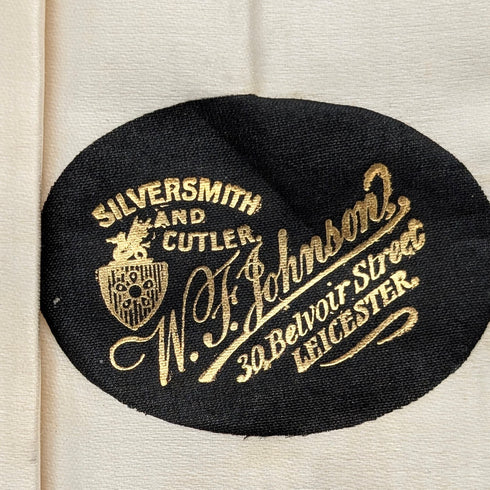 SILVERSMITH
AND
CUTLER.
W. F. Johnson,
30, Belvoir Street
LEICESTER.